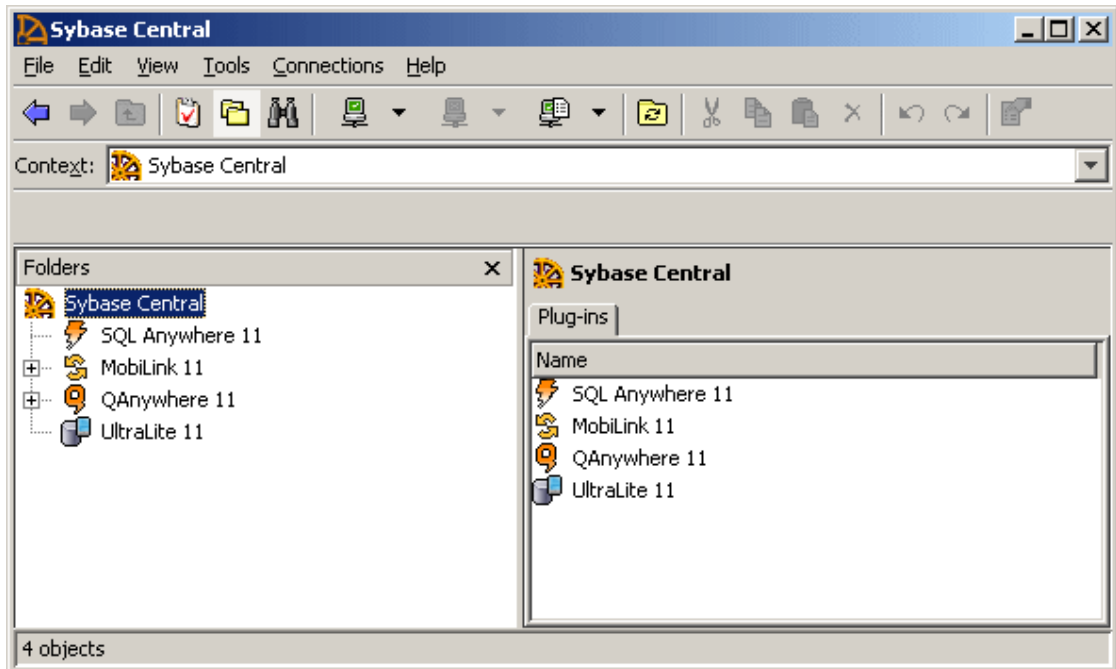 Sybase Central
File Edit View Tools Connections Help
Context: Sybase Central
Folders
Sybase Central
SQL Anywhere 11
MobiLink 11
QAnywhere 11
UltraLite 11
Sybase Central
Plug-ins
Name
SQL Anywhere 11
MobiLink 11
QAnywhere 11
UltraLite 11
4 objects